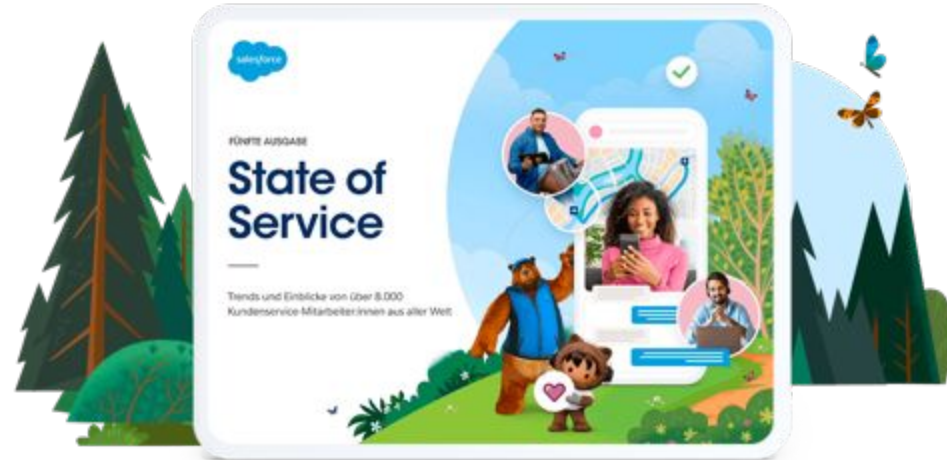 salesforce
FÜNFTE AUSGABE
State of
Service
Trends und Einblicke von über 8.000
Kundenservice-Mitarbeiter:innen aus aller Welt